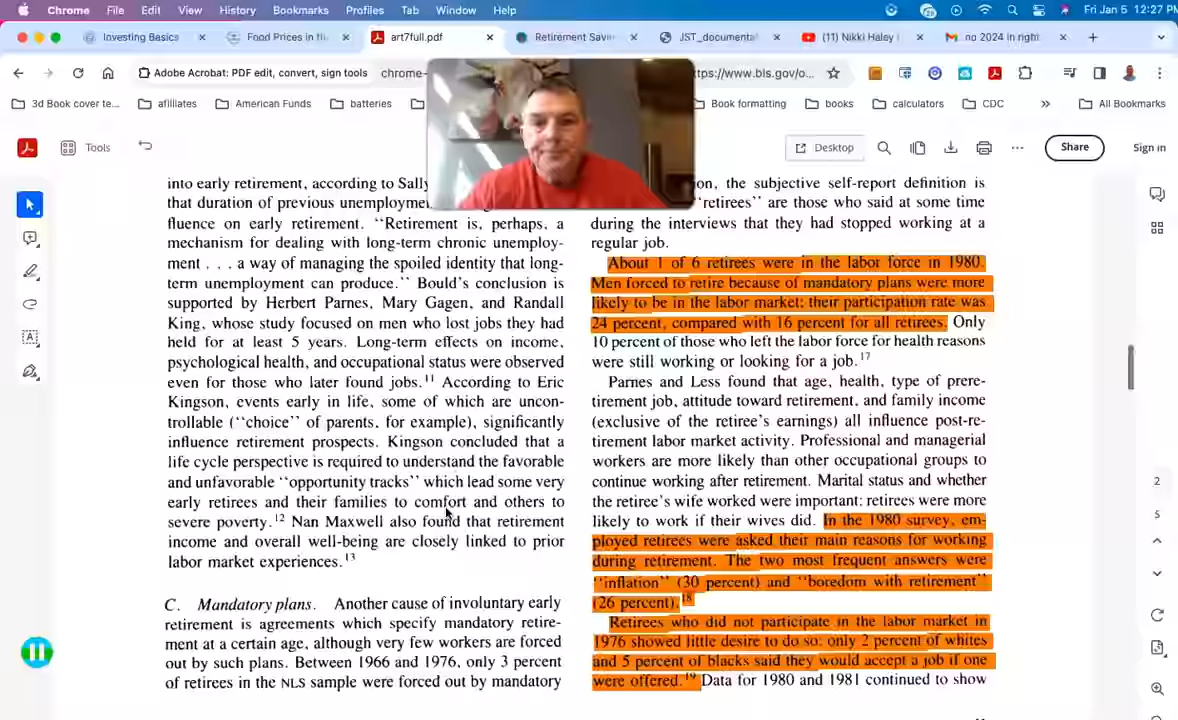 Chrome File Edit View History Bookmarks Profiles Tab Window Help Fri Jan 5 12:27 PM
Investing Basics Food Prices in th art7full.pdf Retirement Savin JST_documentat (11) Nikki Haley no 2024 in right
Adobe Acrobat: PDF edit, convert, sign tools chrome- ttps://www.bls.gov/o...
3d Book cover te... afiliates American Funds batteries Book formatting books calculators CDC All Bookmarks
Tools Desktop Share Sign in
into early retirement, according to Sally
that duration of previous
fluence on early retirement. "Retirement is, perhaps, a
mechanism for dealing with long-term chronic unemploy-
ment . . . a way of managing the spoiled identity that long-
term unemployment can produce." Bould's conclusion is
supported by Herbert Parnes, Mary Gagen, and Randall
King, whose study focused on men who lost jobs they had
held for at least 5 years. Long-term effects on income,
psychological health, and occupational status were observed
even for those who later found jobs.11 According to Eric
Kingson, events early in life, some of which are uncon-
trollable ("choice" of parents, for example), significantly
influence retirement prospects. Kingson concluded that a
life cycle perspective is required to understand the favorable
and unfavorable "opportunity tracks" which lead some very
early retirees and their families to comfort and others to
severe poverty.12 Nan Maxwell also found that retirement
income and overall well-being are closely linked to prior
labor market experiences.13
C. Mandatory plans. Another cause of involuntary early
retirement is agreements which specify mandatory retire-
ment at a certain age, although very few workers are forced
out by such plans. Between 1966 and 1976, only 3 percent
of retirees in the NLS sample were forced out by mandatory
on, the subjective self-report definition is
"retirees" are those who said at some time
during the interviews that they had stopped working at a
regular job.
About 1 of 6 retirees were in the labor force in 1980.
Men forced to retire because of mandatory plans were more
likely to be in the labor market; their participation rate was
24 percent, compared with 16 percent for all retirees. Only
10 percent of those who left the labor force for health reasons
were still working or looking for a job.17
Parnes and Less found that age, health, type of prere-
tirement job, attitude toward retirement, and family income
(exclusive of the retiree's earnings) all influence post-re-
tirement labor market activity. Professional and managerial
workers are more likely than other occupational groups to
continue working after retirement. Marital status and whether
the retiree's wife worked were important; retirees were more
likely to work if their wives did. In the 1980 survey, em-
ployed retirees were asked their main reasons for working
during retirement. The two most frequent answers were
"inflation" (30 percent) and "boredom with retirement"
(26 percent).18
Retirees who did not participate in the labor market in
1976 showed little desire to do so: only 2 percent of whites
and 5 percent of blacks said they would accept a job if one
were offered.19 Data for 1980 and 1981 continued to show
2
5